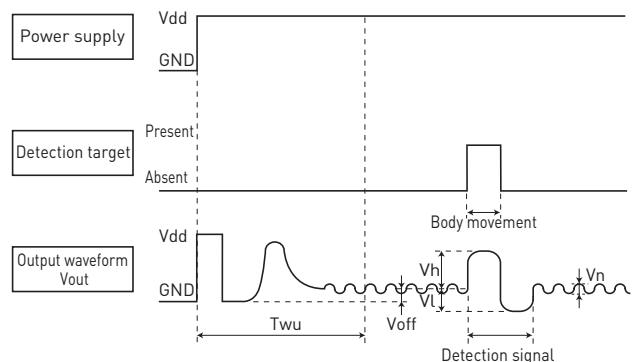 Power supply
Vdd
GND
Detection target
Present
Absent
Body movement
Output waveform
Vout
Vdd
GND
Vh
Vl
Vn
Twu
Voff
Detection signal